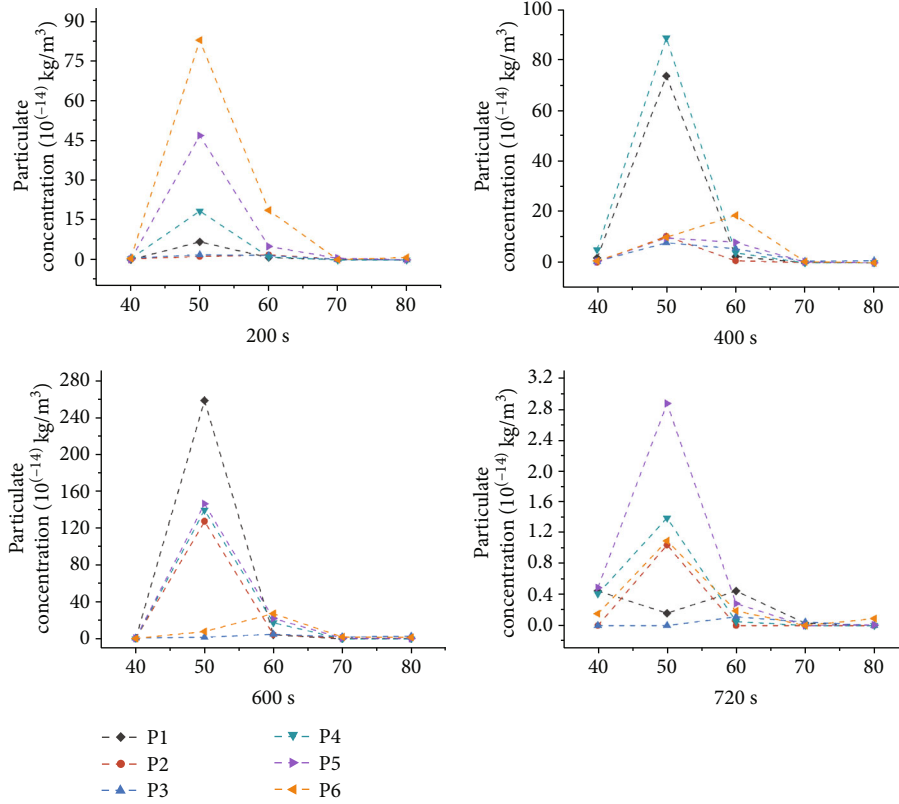 Particulate
concentration (10^(−14) kg/m^3)
90
75
60
45
30
15
0
40 50 60 70 80
200 s
Particulate
concentration (10^(−14) kg/m^3)
100
80
60
40
20
0
40 50 60 70 80
400 s
Particulate
concentration (10^(−14) kg/m^3)
280
240
200
160
120
80
40
0
40 50 60 70 80
600 s
Particulate
concentration (10^(−14) kg/m^3)
3.2
2.8
2.4
2.0
1.6
1.2
0.8
0.4
0.0
40 50 60 70 80
720 s
P1
P2
P3
P4
P5
P6